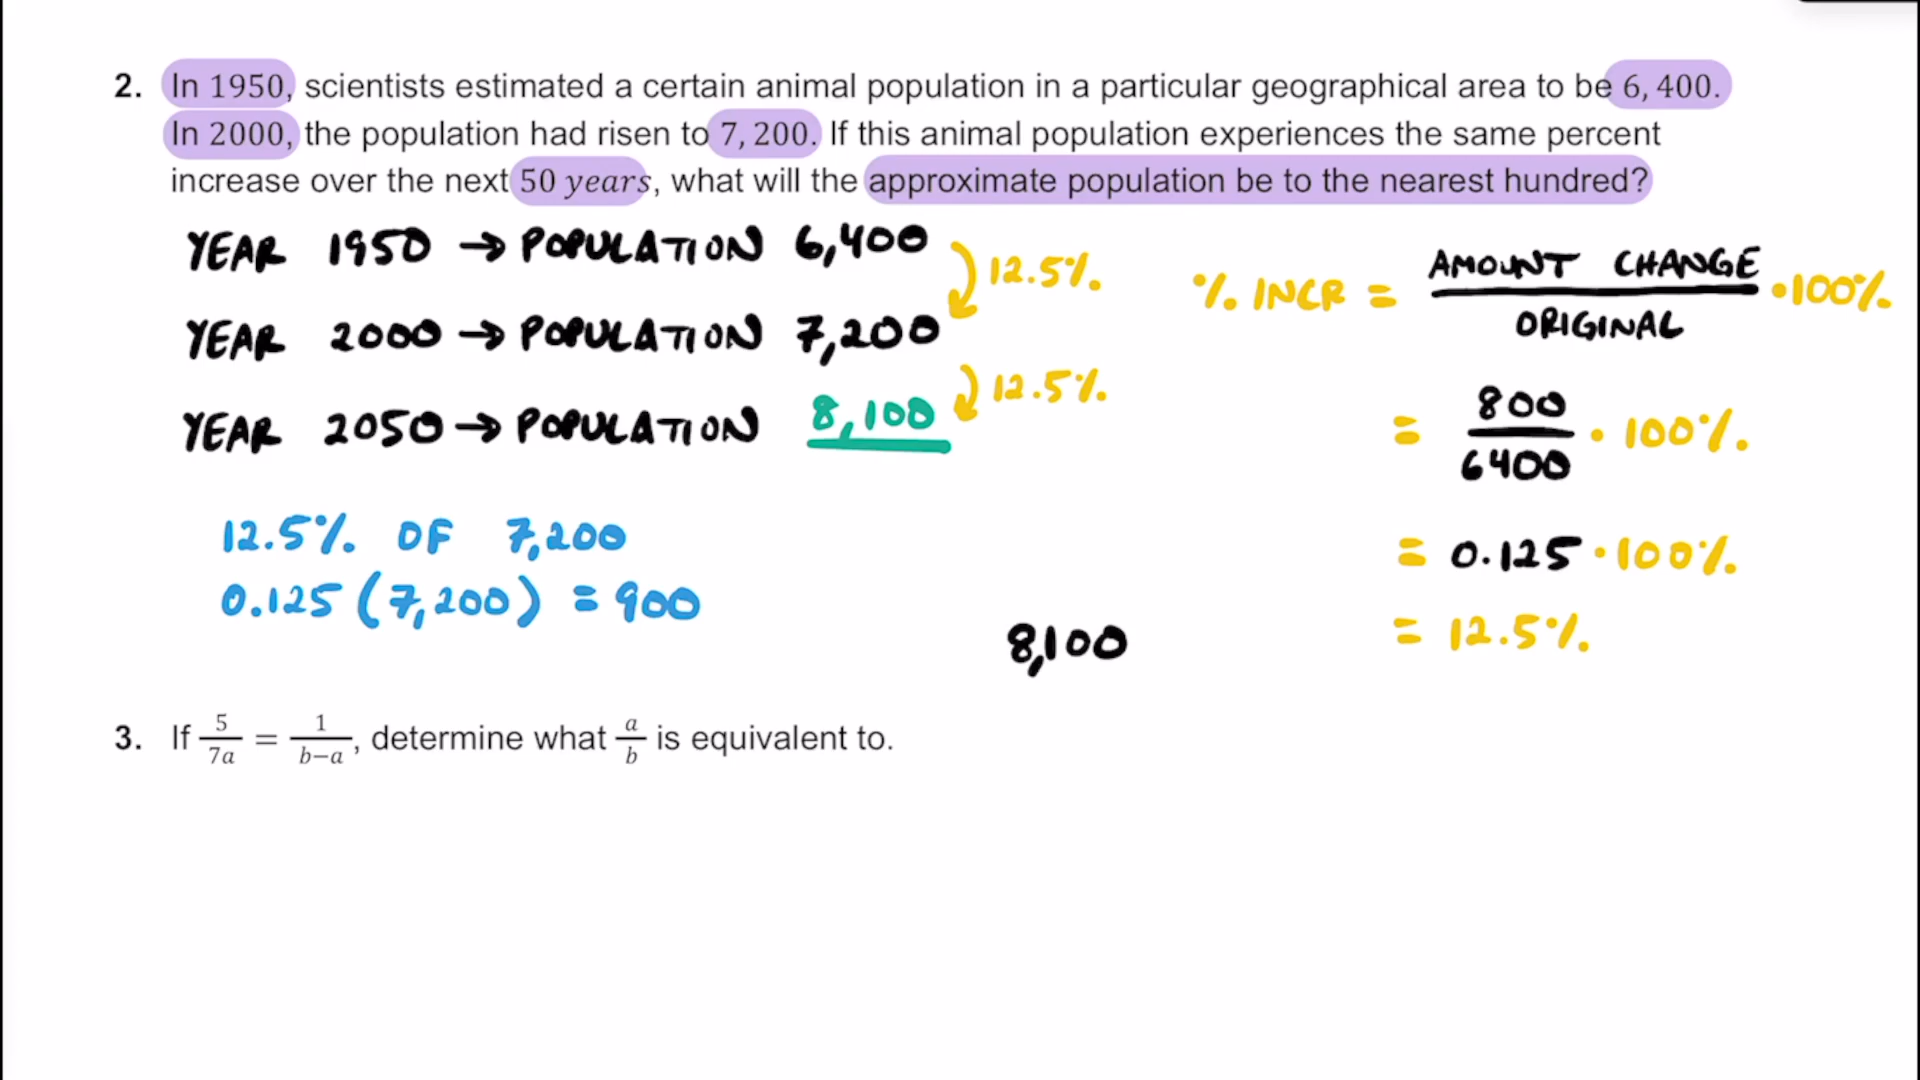 2. In 1950, scientists estimated a certain animal population in a particular geographical area to be 6,400.
In 2000, the population had risen to 7,200. If this animal population experiences the same percent
increase over the next 50 years, what will the approximate population be to the nearest hundred?
YEAR 1950 → POPULATION 6,400
12.5%
YEAR 2000 → POPULATION 7,200
12.5%
YEAR 2050 → POPULATION 8,100
% INCR = AMOUNT CHANGE / ORIGINAL · 100%
= 800 / 6400 · 100%
= 0.125 · 100%
= 12.5%
12.5% OF 7,200
0.125 (7,200) = 900
8,100
3. If 5/7a = 1/b−a, determine what a/b is equivalent to.